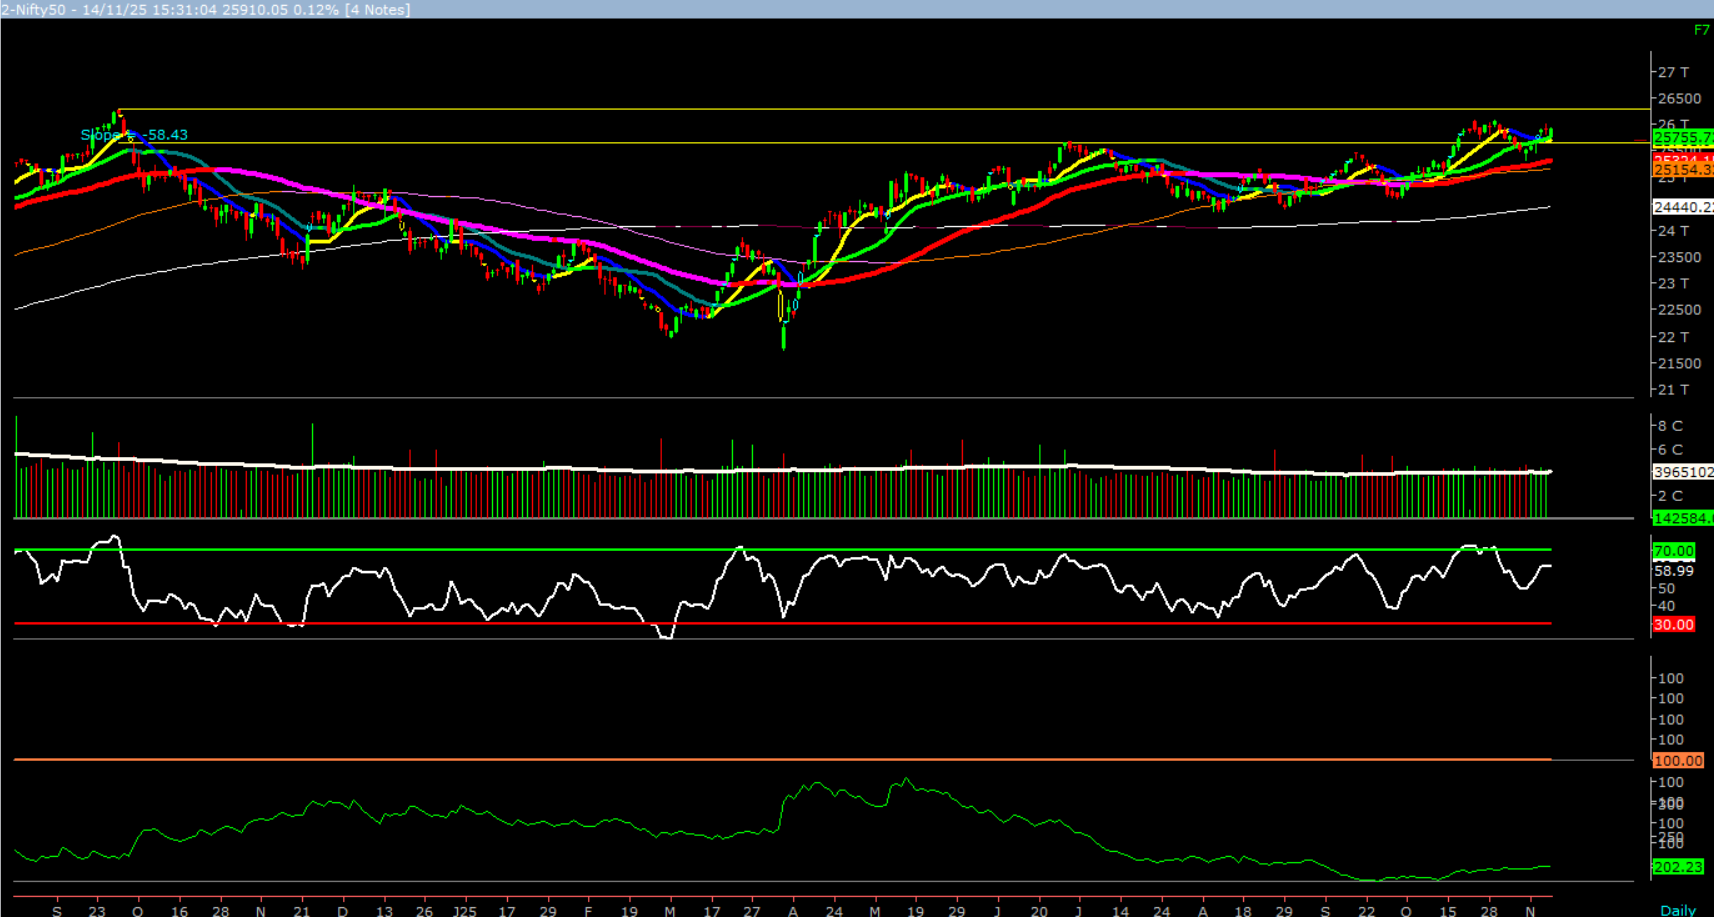 2-Nifty50 - 14/11/25 15:31:04 25910.05 0.12% [4 Notes]
F7
27 T
26500
Slope = -58.43
26 T
25755.7
25154.3
24440.22
24 T
23500
23 T
22500
22 T
21500
21 T
8 C
6 C
3965102
2 C
142584.
70.00
58.99
50
40
30.00
100
100
100
100
100.00
100
100
250
100
202.23
S 23 O 16 28 N 21 D 13 26 J25 17 29 F 19 M 17 27 A 24 M 19 29 J 20 J 14 24 A 18 29 S 22 O 15 28 N Daily